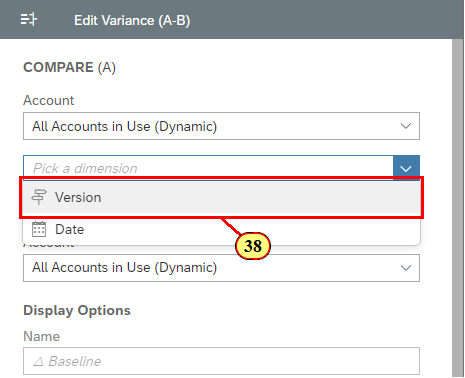 Edit Variance (A-B)
COMPARE (A)
Account
All Accounts in Use (Dynamic)
Pick a dimension
Version
Date
38
Account
All Accounts in Use (Dynamic)
Display Options
Name
△ Baseline